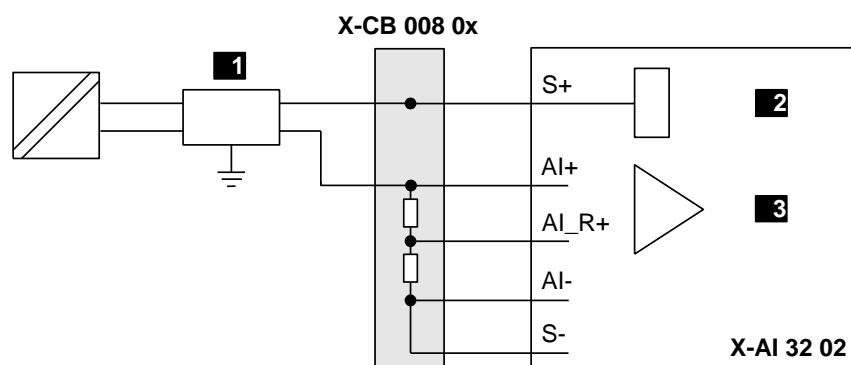 X-CB 008 0x
1
S+
2
AI+
3
AI_R+
AI-
S-
X-AI 32 02